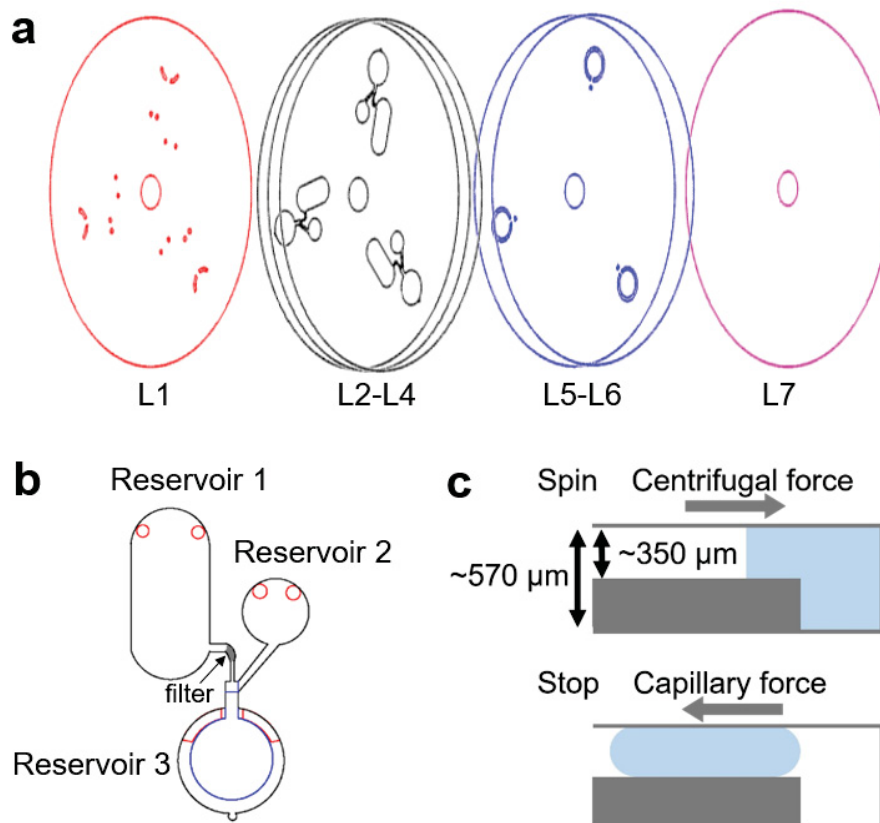 a
L1
L2-L4
L5-L6
L7
b
Reservoir 1
Reservoir 2
filter
Reservoir 3
c
Spin
Centrifugal force
~570 μm
~350 μm
Stop
Capillary force